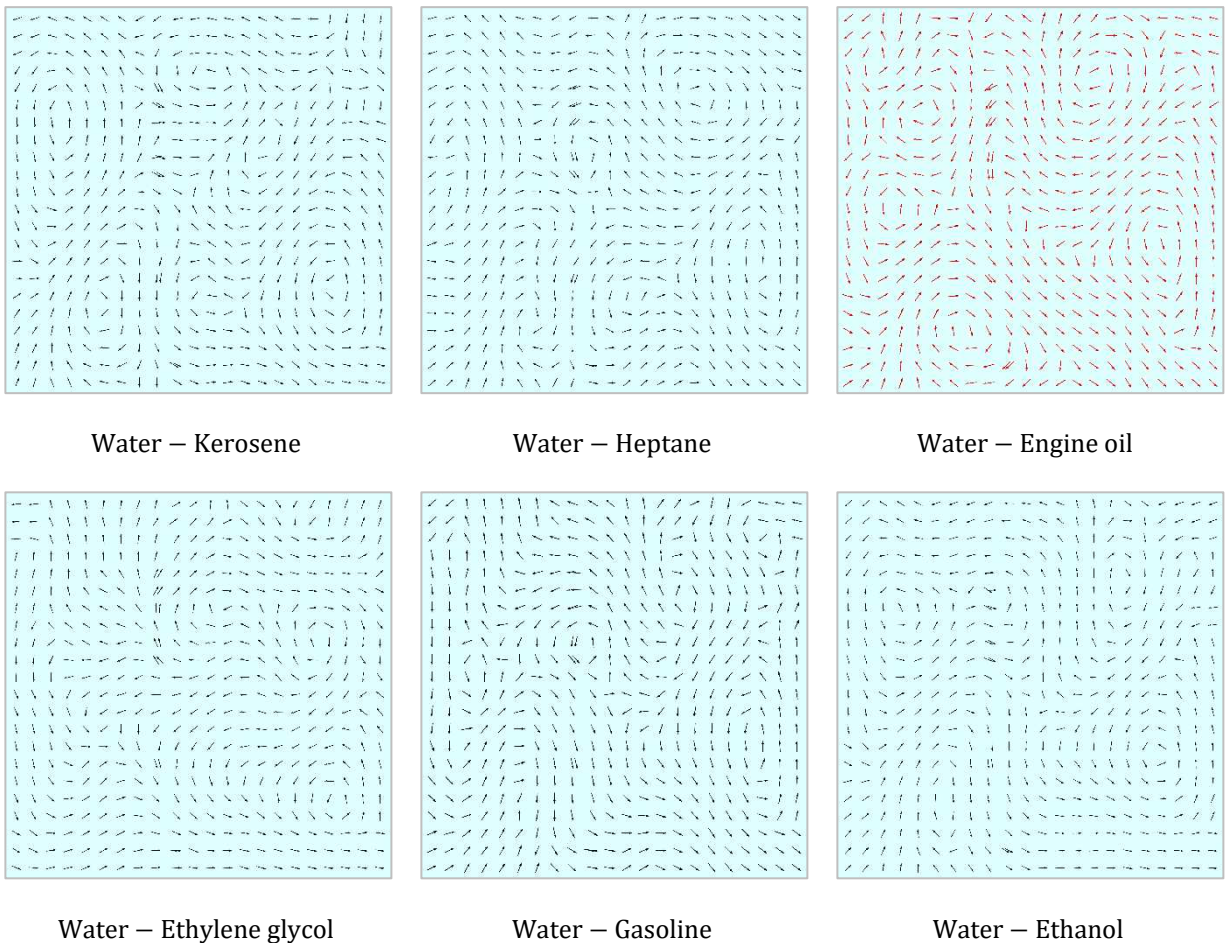 Water − Kerosene
Water − Heptane
Water − Engine oil
Water − Ethylene glycol
Water − Gasoline
Water − Ethanol